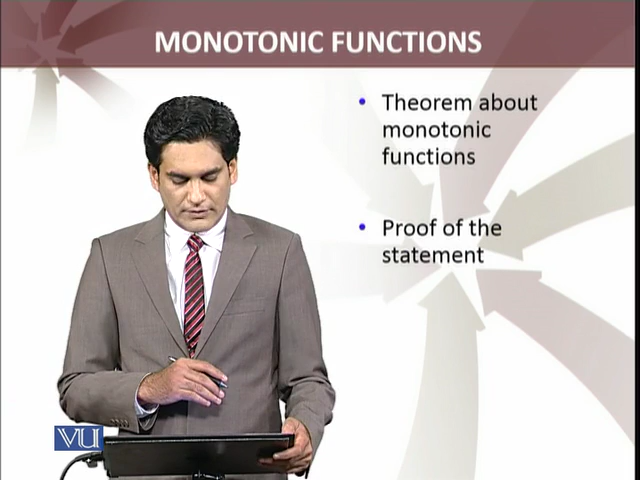 MONOTONIC FUNCTIONS
• Theorem about
monotonic
functions
• Proof of the
statement
VU